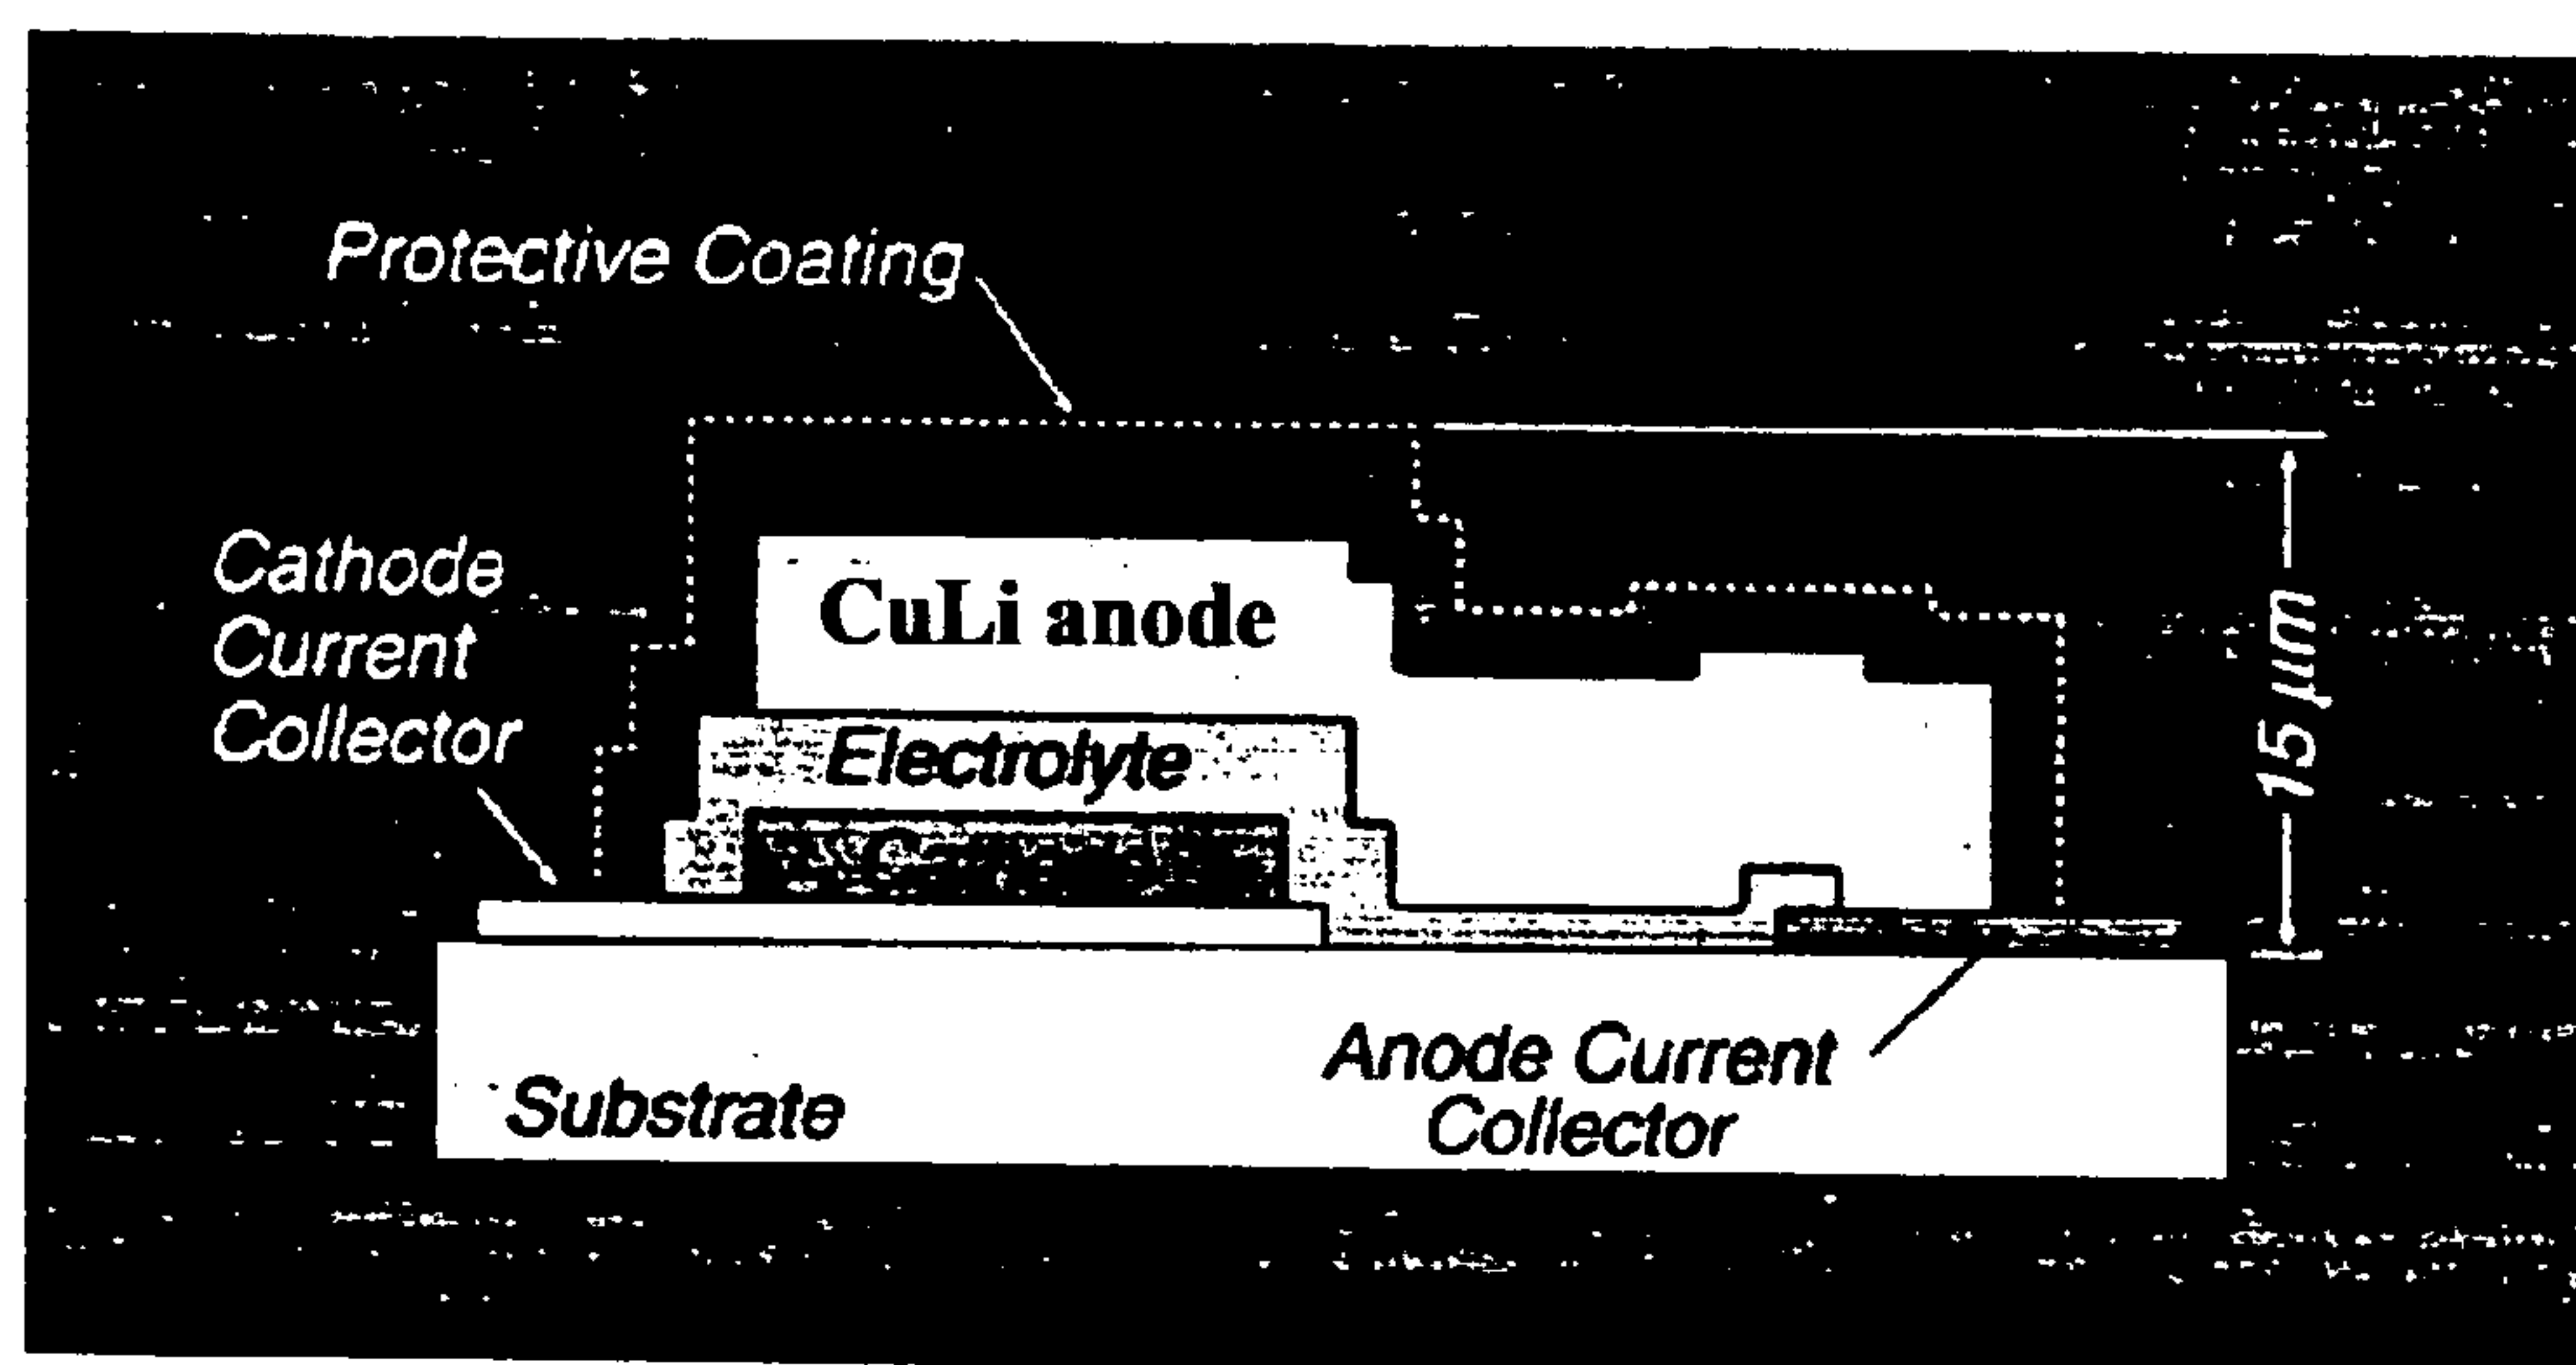 Protective Coating
Cathode
Current
Collector
CuLi anode
Electrolyte
15 µm
Anode Current
Collector
Substrate